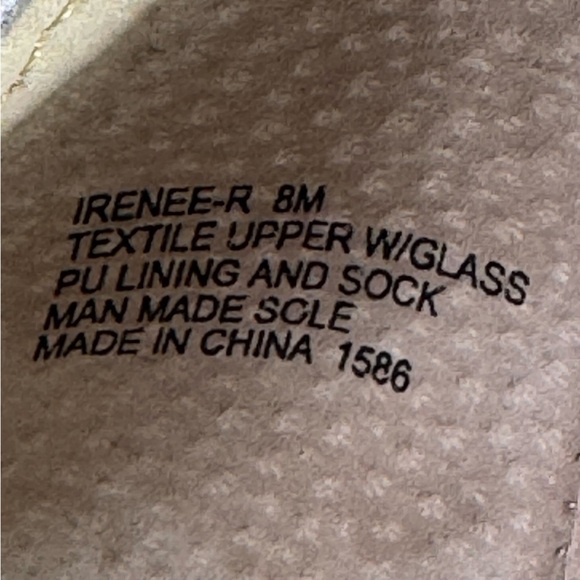 IRENEE-R 8M
TEXTILE UPPER W/GLASS
PU LINING AND SOCK
MAN MADE SOLE
MADE IN CHINA 1586